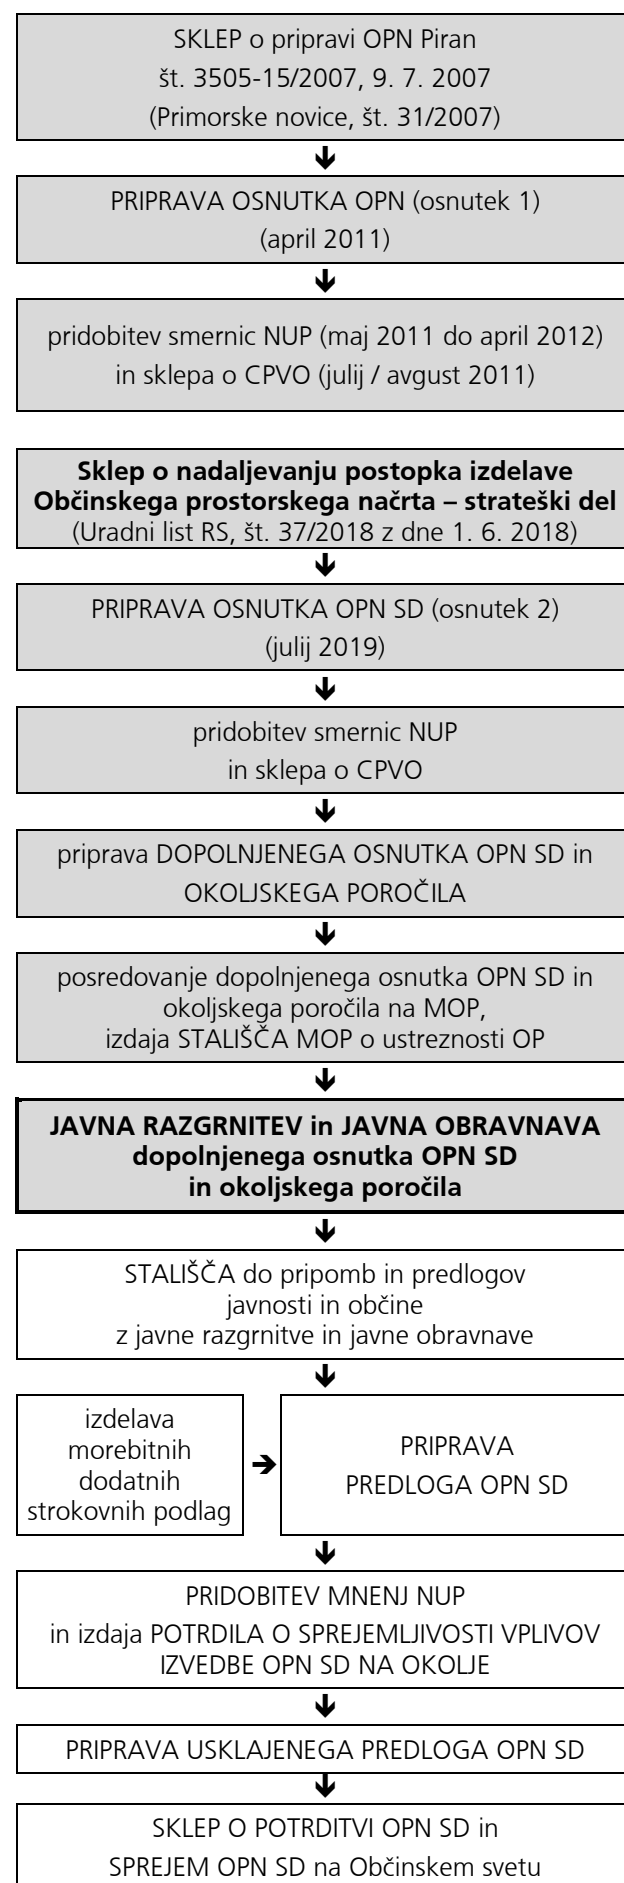 SKLEP o pripravi OPN Piran
št. 3505-15/2007, 9. 7. 2007
(Primorske novice, št. 31/2007)
PRIPRAVA OSNUTKA OPN (osnutek 1)
(april 2011)
pridobitev smernic NUP (maj 2011 do april 2012)
in sklepa o CPVO (julij / avgust 2011)
Sklep o nadaljevanju postopka izdelave
Občinskega prostorskega načrta – strateški del
(Uradni list RS, št. 37/2018 z dne 1. 6. 2018)
PRIPRAVA OSNUTKA OPN SD (osnutek 2)
(julij 2019)
pridobitev smernic NUP
in sklepa o CPVO
priprava DOPOLNJENEGA OSNUTKA OPN SD in
OKOLJSKEGA POROČILA
posredovanje dopolnjenega osnutka OPN SD in
okoljskega poročila na MOP,
izdaja STALIŠČA MOP o ustreznosti OP
JAVNA RAZGRNITEV in JAVNA OBRAVNAVA
dopolnjenega osnutka OPN SD
in okoljskega poročila
STALIŠČA do pripomb in predlogov
javnosti in občine
z javne razgrnitve in javne obravnave
izdelava
morebitnih
dodatnih
strokovnih podlag
PRIPRAVA
PREDLOGA OPN SD
PRIDOBITEV MNENJ NUP
in izdaja POTRDILA O SPREJEMLJIVOSTI VPLIVOV
IZVEDBE OPN SD NA OKOLJE
PRIPRAVA USKLAJENEGA PREDLOGA OPN SD
SKLEP O POTRDITVI OPN SD in
SPREJEM OPN SD na Občinskem svetu